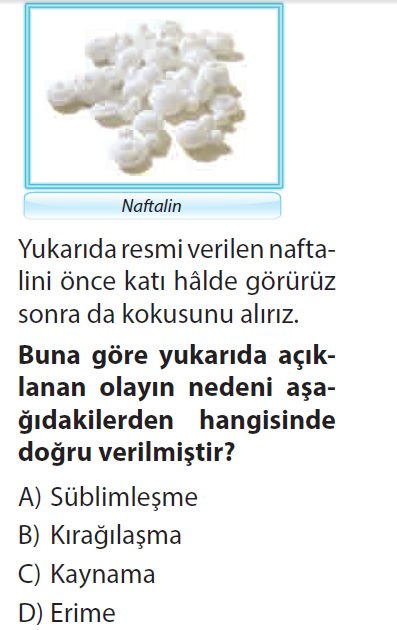 Naftalin
Yukarıda resmi verilen nafta-
lini önce katı hâlde görürüz
sonra da kokusunu alırız.
Buna göre yukarıda açık-
lanan olayın nedeni aşa-
ğıdakilerden hangisinde
doğru verilmiştir?
A) Süblimleşme
B) Kırağılaşma
C) Kaynama
D) Erime